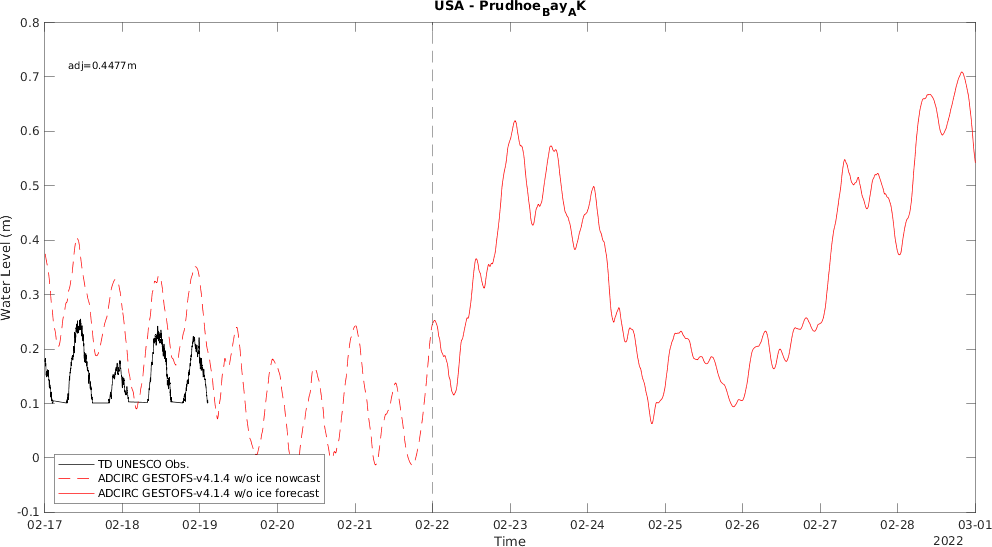 USA - PrudhoeBayAK
0.8
0.7
0.6
0.5
0.4
0.3
0.2
0.1
0
-0.1
Water Level (m)
adj=0.4477m
TD UNESCO Obs.
ADCIRC GESTOFS-v4.1.4 w/o ice nowcast
ADCIRC GESTOFS-v4.1.4 w/o ice forecast
02-17 02-18 02-19 02-20 02-21 02-22 02-23 02-24 02-25 02-26 02-27 02-28 03-01
Time
2022